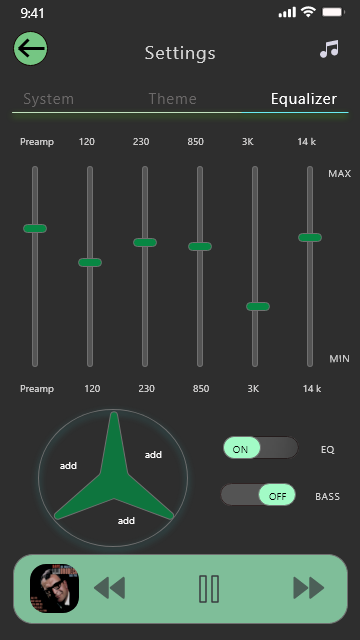 9:41
Settings
System Theme Equalizer
Preamp 120 230 850 3K 14 k
MAX
MIN
Preamp 120 230 850 3K 14 k
add
add
add
ON EQ
OFF BASS